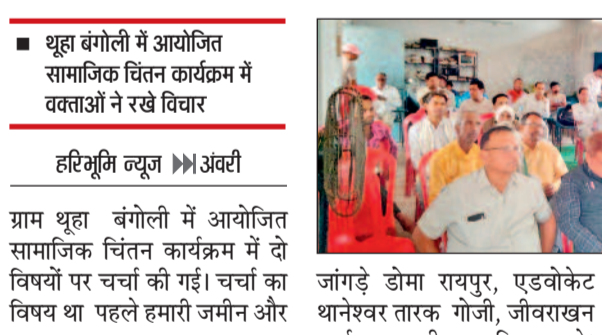 थूहा बंगोली में आयोजित
सामाजिक चिंतन कार्यक्रम में
वक्ताओं ने रखे विचार
हरिभूमि न्यूज अंवरी
ग्राम थूहा बंगोली में आयोजित
सामाजिक चिंतन कार्यक्रम में दो
विषयों पर चर्चा की गई। चर्चा का
विषय था पहले हमारी जमीन और
जांगड़े डोमा रायपुर, एडवोकेट
थानेश्वर तारक गोजी, जीवराखन